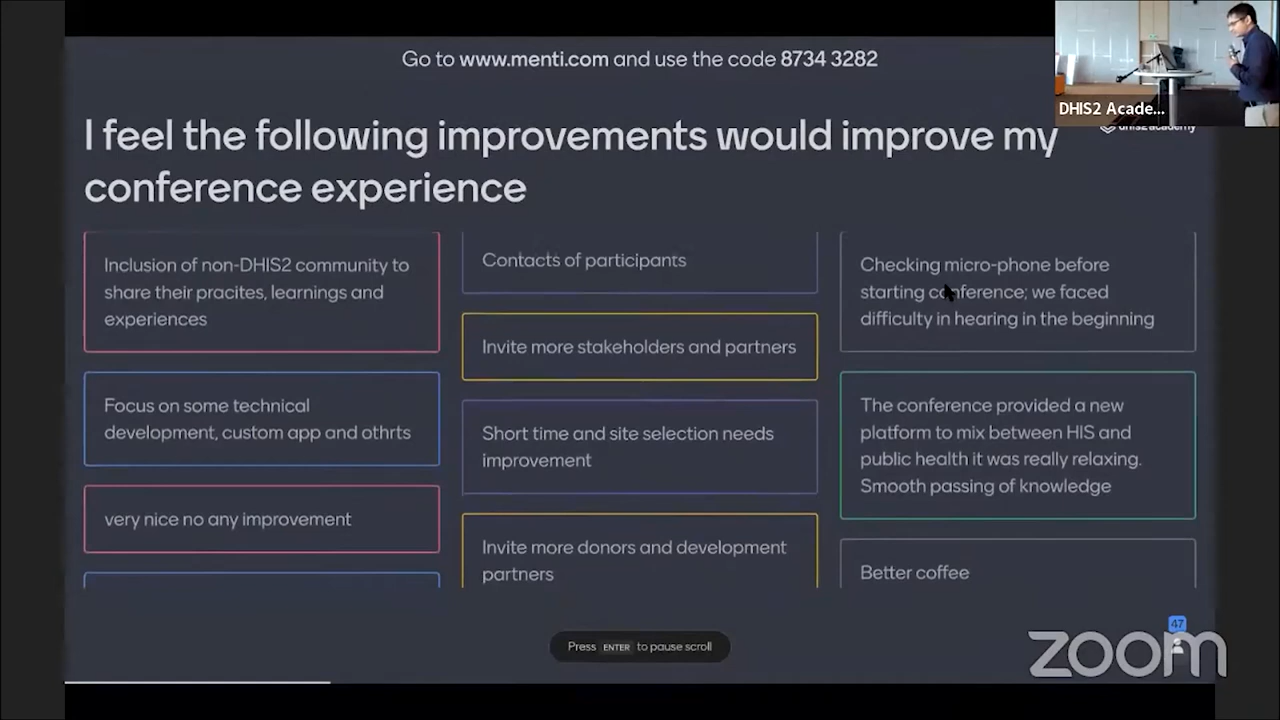 Go to www.menti.com and use the code 8734 3282
DHIS2 Acade...
dhis2 academy
I feel the following improvements would improve my
conference experience
Inclusion of non-DHIS2 community to
share their pracites, learnings and
experiences
Focus on some technical
development, custom app and othrts
very nice no any improvement
Contacts of participants
Invite more stakeholders and partners
Short time and site selection needs
improvement
Invite more donors and development
partners
Checking micro-phone before
starting conference; we faced
difficulty in hearing in the beginning
The conference provided a new
platform to mix between HIS and
public health it was really relaxing.
Smooth passing of knowledge
Better coffee
Press ENTER to pause scroll
47
zoom